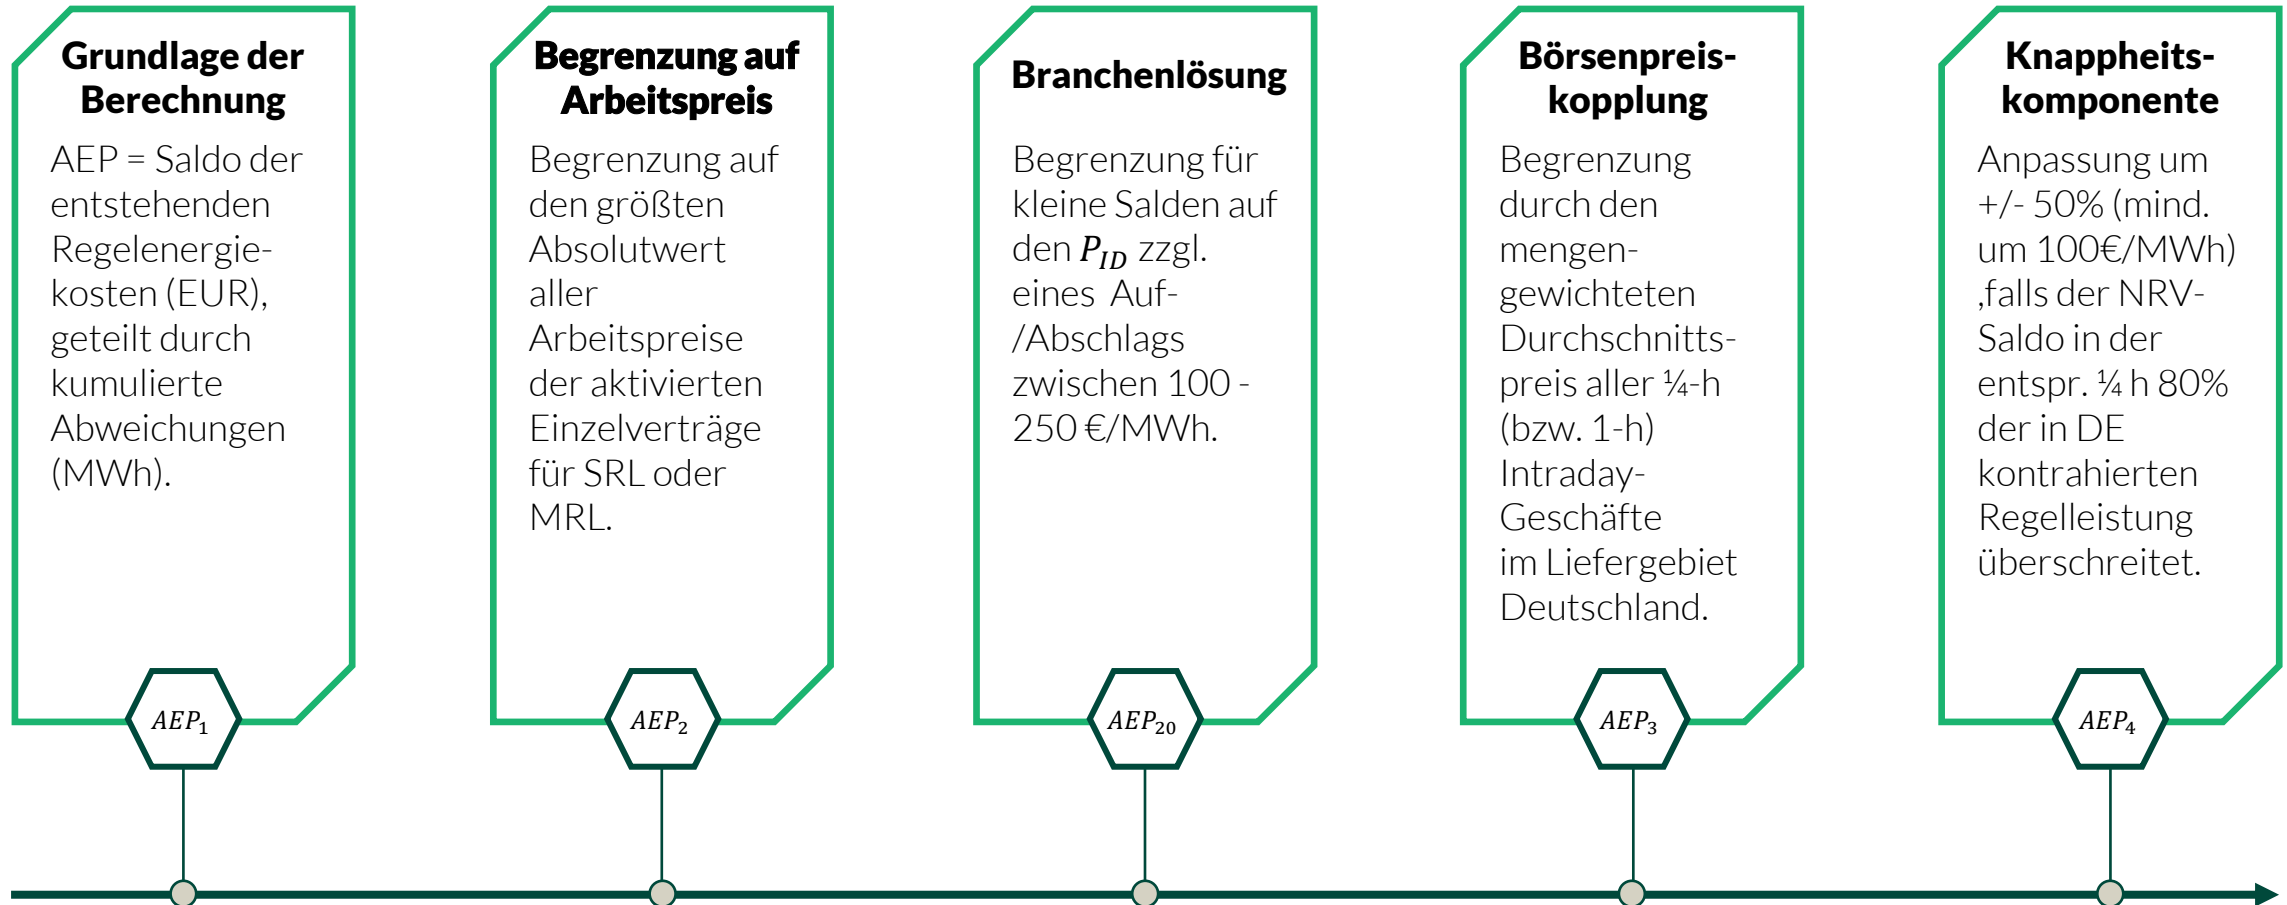 Grundlage der
Berechnung
AEP = Saldo der
entstehenden
Regelenergie-
kosten (EUR),
geteilt durch
kumulierte
Abweichungen
(MWh).
AEP₁
Begrenzung auf
Arbeitspreis
Begrenzung auf
den größten
Absolutwert
aller
Arbeitspreise
der aktivierten
Einzelverträge
für SRL oder
MRL.
AEP₂
Branchenlösung
Begrenzung für
kleine Salden auf
den P_ID zzgl.
eines Auf-
/Abschlags
zwischen 100 -
250 €/MWh.
AEP₂₀
Börsenpreis-
kopplung
Begrenzung
durch den
mengen-
gewichteten
Durchschnitts-
preis aller ¼-h
(bzw. 1-h)
Intraday-
Geschäfte
im Liefergebiet
Deutschland.
AEP₃
Knappheits-
komponente
Anpassung um
+/- 50% (mind.
um 100€/MWh)
,falls der NRV-
Saldo in der
entspr. ¼ h 80%
der in DE
kontrahierten
Regelleistung
überschreitet.
AEP₄